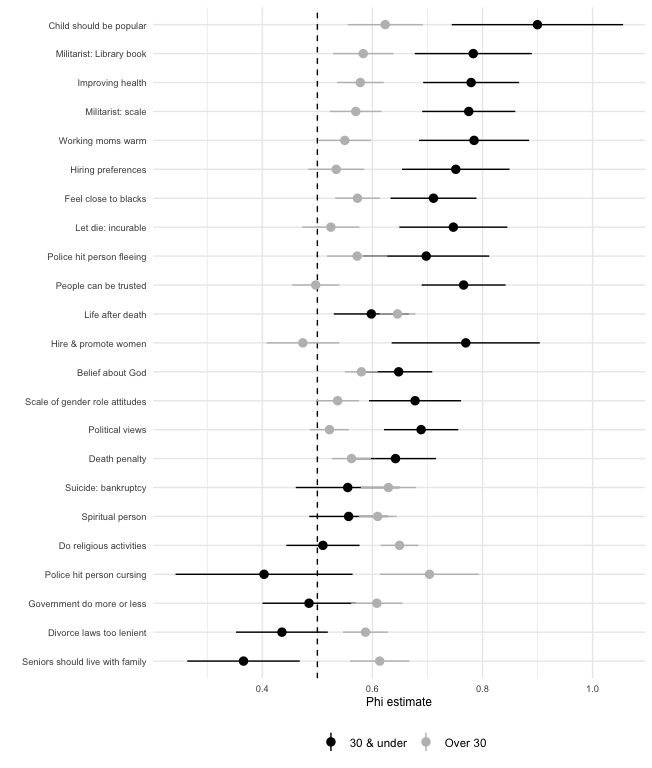 Child should be popular
Militarist: Library book
Improving health
Militarist: scale
Working moms warm
Hiring preferences
Feel close to blacks
Let die: incurable
Police hit person fleeing
People can be trusted
Life after death
Hire & promote women
Belief about God
Scale of gender role attitudes
Political views
Death penalty
Suicide: bankruptcy
Spiritual person
Do religious activities
Police hit person cursing
Government do more or less
Divorce laws too lenient
Seniors should live with family
0.4 0.6 0.8 1.0
Phi estimate
30 & under Over 30